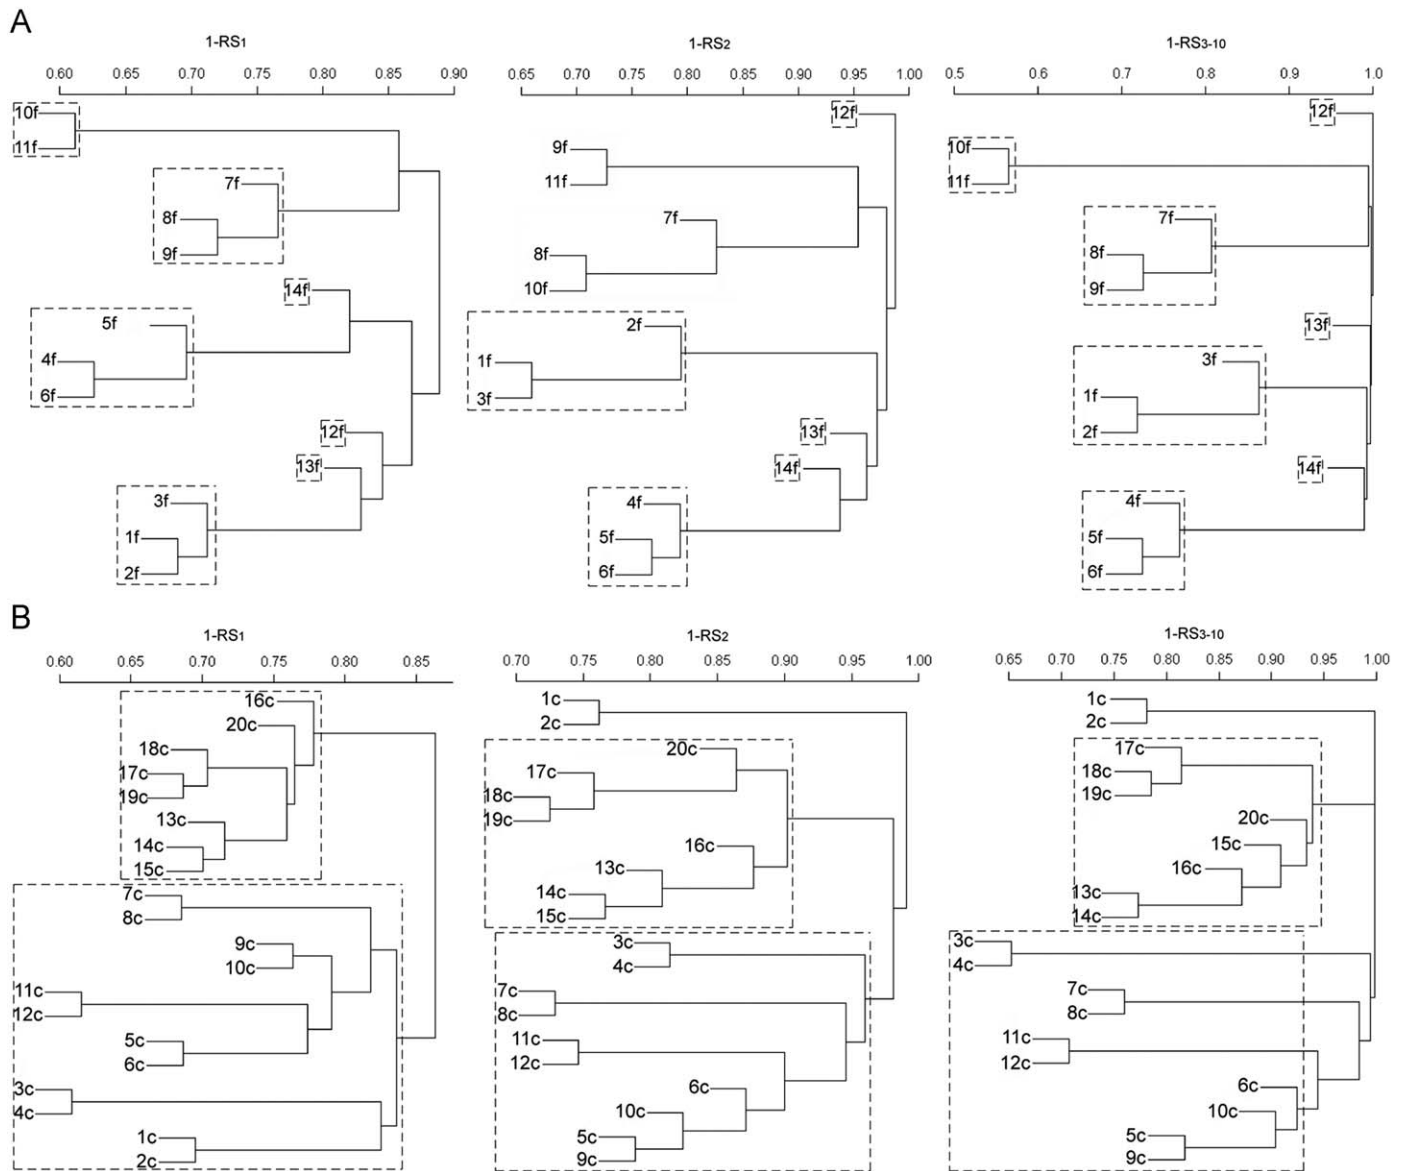 A
1-RS1
0.60 0.65 0.70 0.75 0.80 0.85 0.90
10f
11f
7f
8f
9f
14f
5f
4f
6f
12f
13f
3f
1f
2f
1-RS2
0.65 0.70 0.75 0.80 0.85 0.90 0.95 1.00
12f
9f
11f
7f
8f
10f
2f
1f
3f
13f
14f
4f
5f
6f
1-RS3-10
0.5 0.6 0.7 0.8 0.9 1.0
12f
10f
11f
7f
8f
9f
13f
3f
1f
2f
14f
4f
5f
6f
B
1-RS1
0.60 0.65 0.70 0.75 0.80 0.85
16c
20c
18c
17c
19c
13c
14c
15c
7c
8c
9c
10c
11c
12c
5c
6c
3c
4c
1c
2c
1-RS2
0.70 0.75 0.80 0.85 0.90 0.95 1.00
1c
2c
20c
17c
18c
19c
16c
13c
14c
15c
3c
4c
7c
8c
11c
12c
6c
10c
5c
9c
1-RS3-10
0.65 0.70 0.75 0.80 0.85 0.90 0.95 1.00
1c
2c
17c
18c
19c
20c
15c
16c
13c
14c
3c
4c
7c
8c
11c
12c
6c
10c
5c
9c